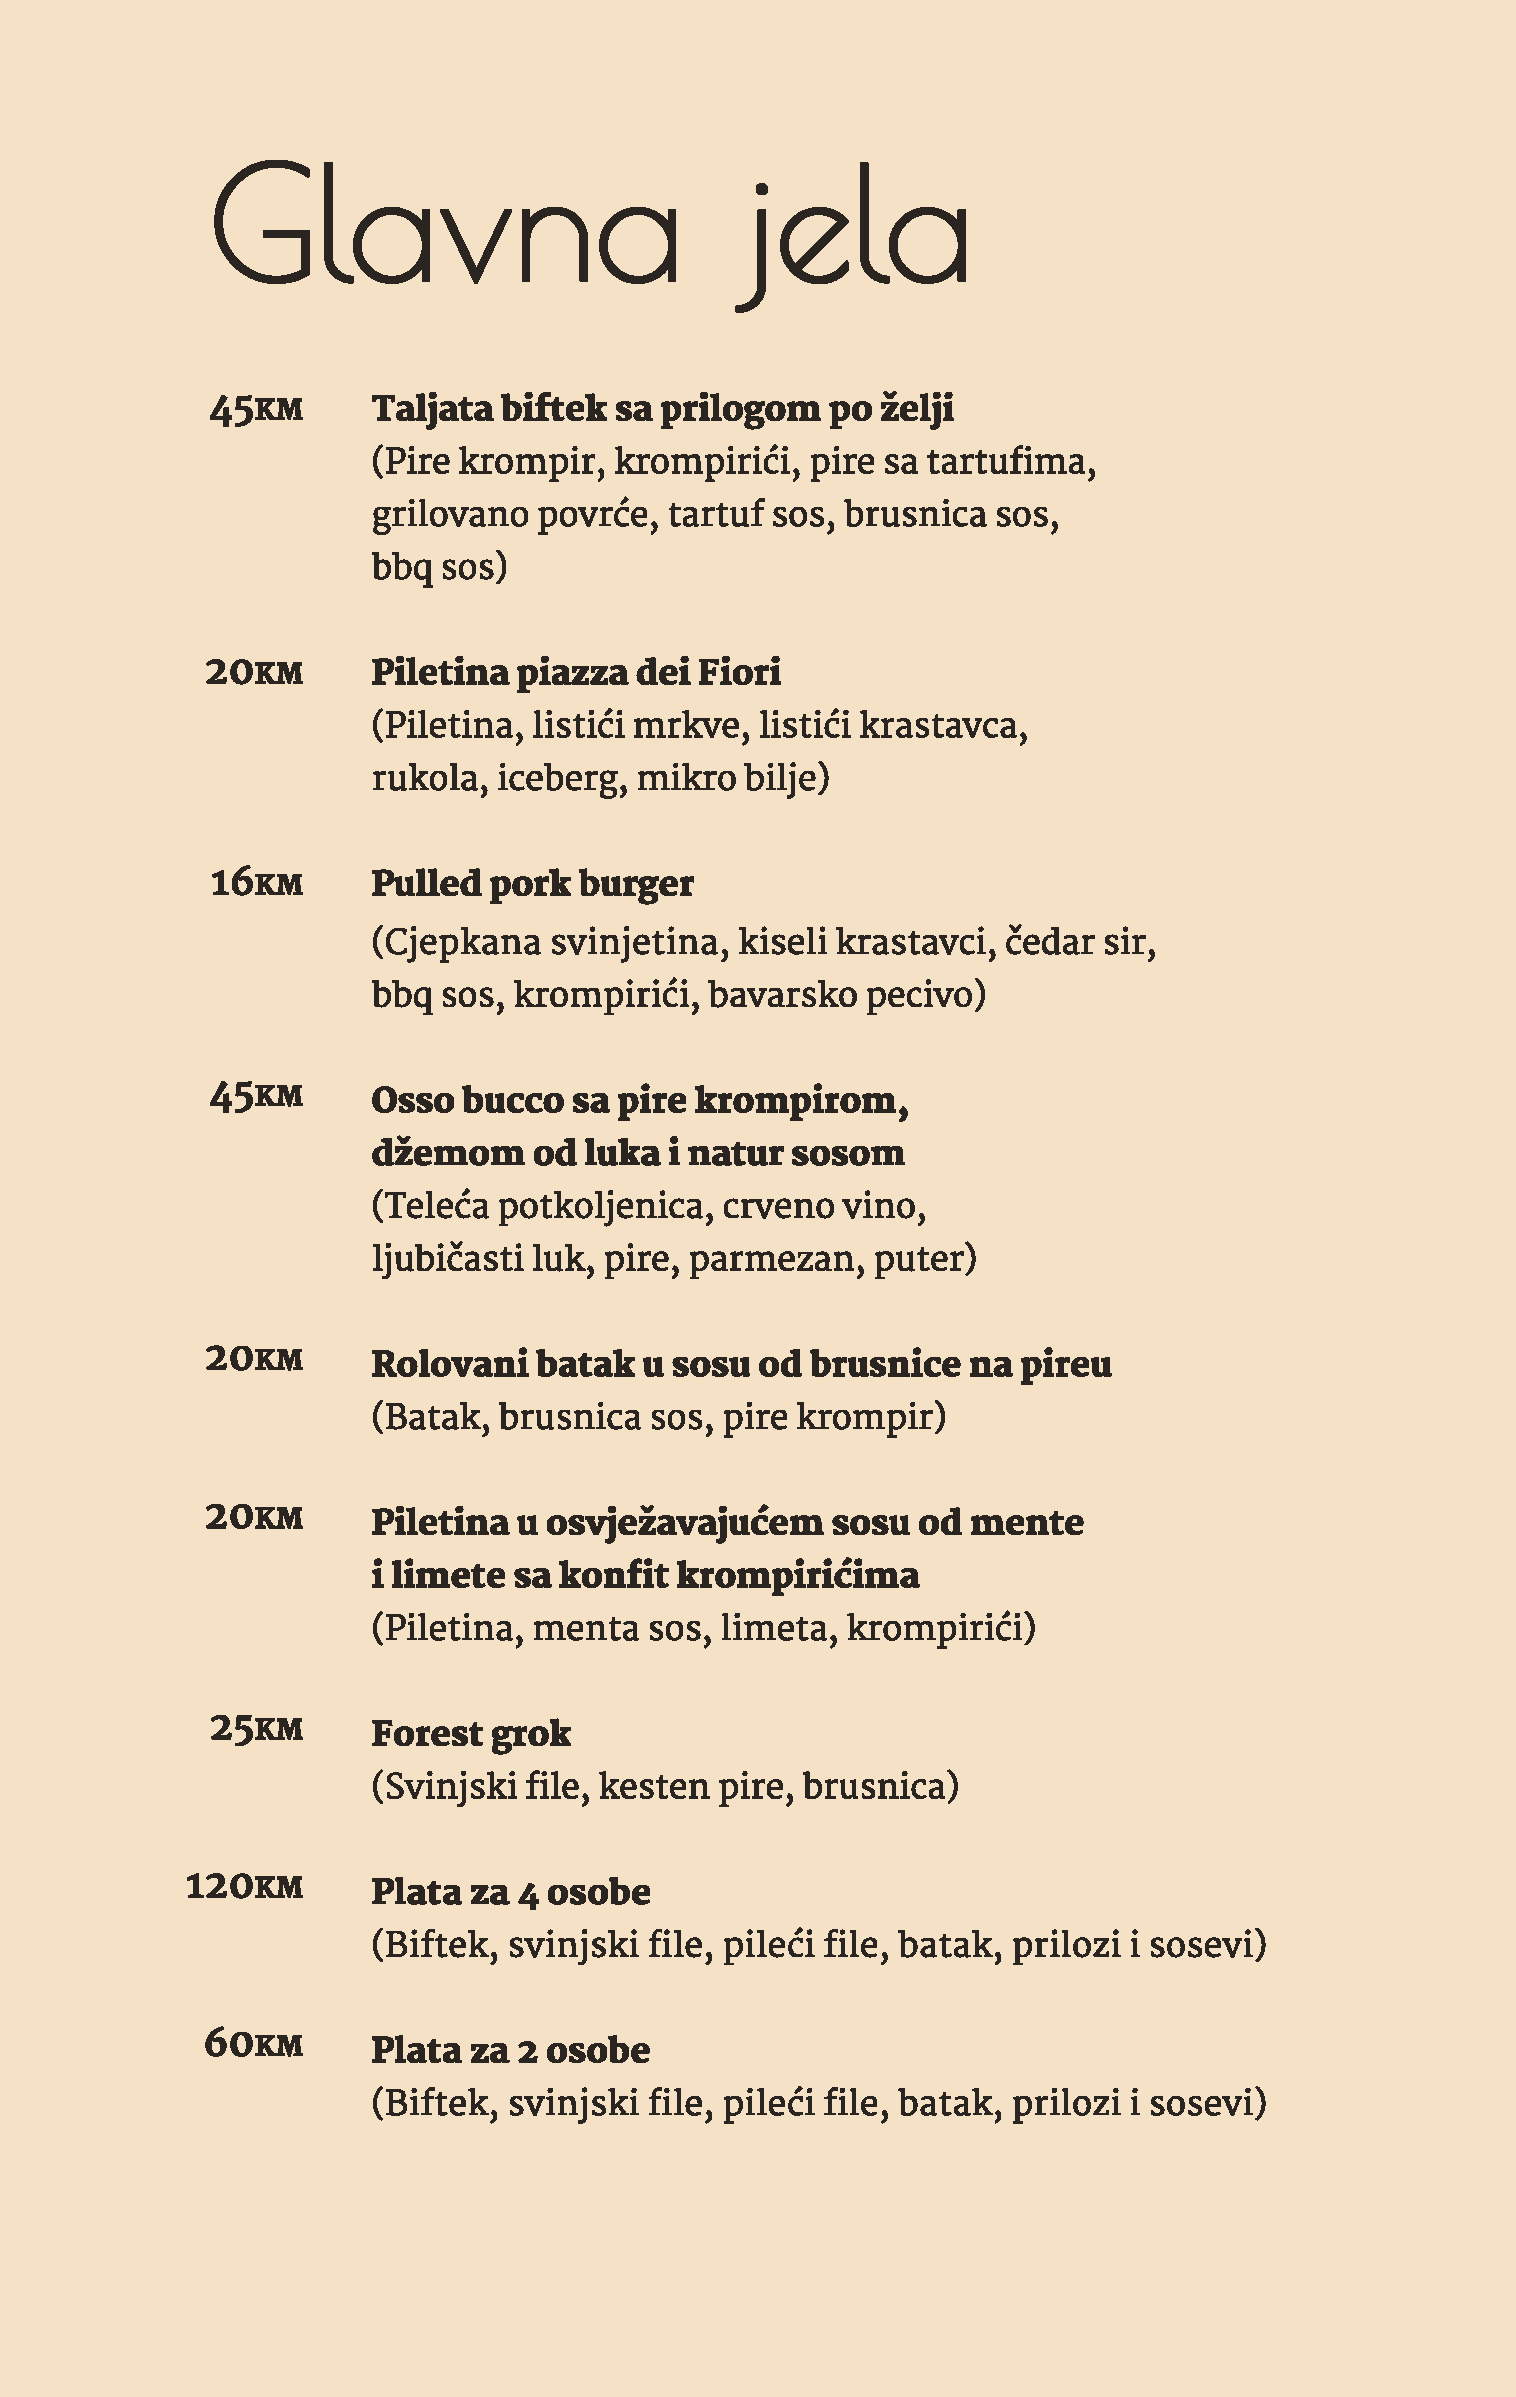 Glavna jela
45KM Taljata biftek sa prilogom po želji
(Pire krompir, krompirići, pire sa tartufima,
grilovano povrće, tartuf sos, brusnica sos,
bbq sos)
20KM Piletina piazza dei Fiori
(Piletina, listići mrkve, listići krastavca,
rukola, iceberg, mikro bilje)
16KM Pulled pork burger
(Cjepkana svinjetina, kiseli krastavci, čedar sir,
bbq sos, krompirići, bavarsko pecivo)
45KM Osso bucco sa pire krompirom,
džemom od luka i natur sosom
(Teleća potkoljenica, crveno vino,
ljubičasti luk, pire, parmezan, puter)
20KM Rolovani batak u sosu od brusnice na pireu
(Batak, brusnica sos, pire krompir)
20KM Piletina u osvježavajućem sosu od mente
i limete sa konfit krompirićima
(Piletina, menta sos, limeta, krompirići)
25KM Forest grok
(Svinjski file, kesten pire, brusnica)
120KM Plata za 4 osobe
(Biftek, svinjski file, pileći file, batak, prilozi i sosevi)
60KM Plata za 2 osobe
(Biftek, svinjski file, pileći file, batak, prilozi i sosevi)